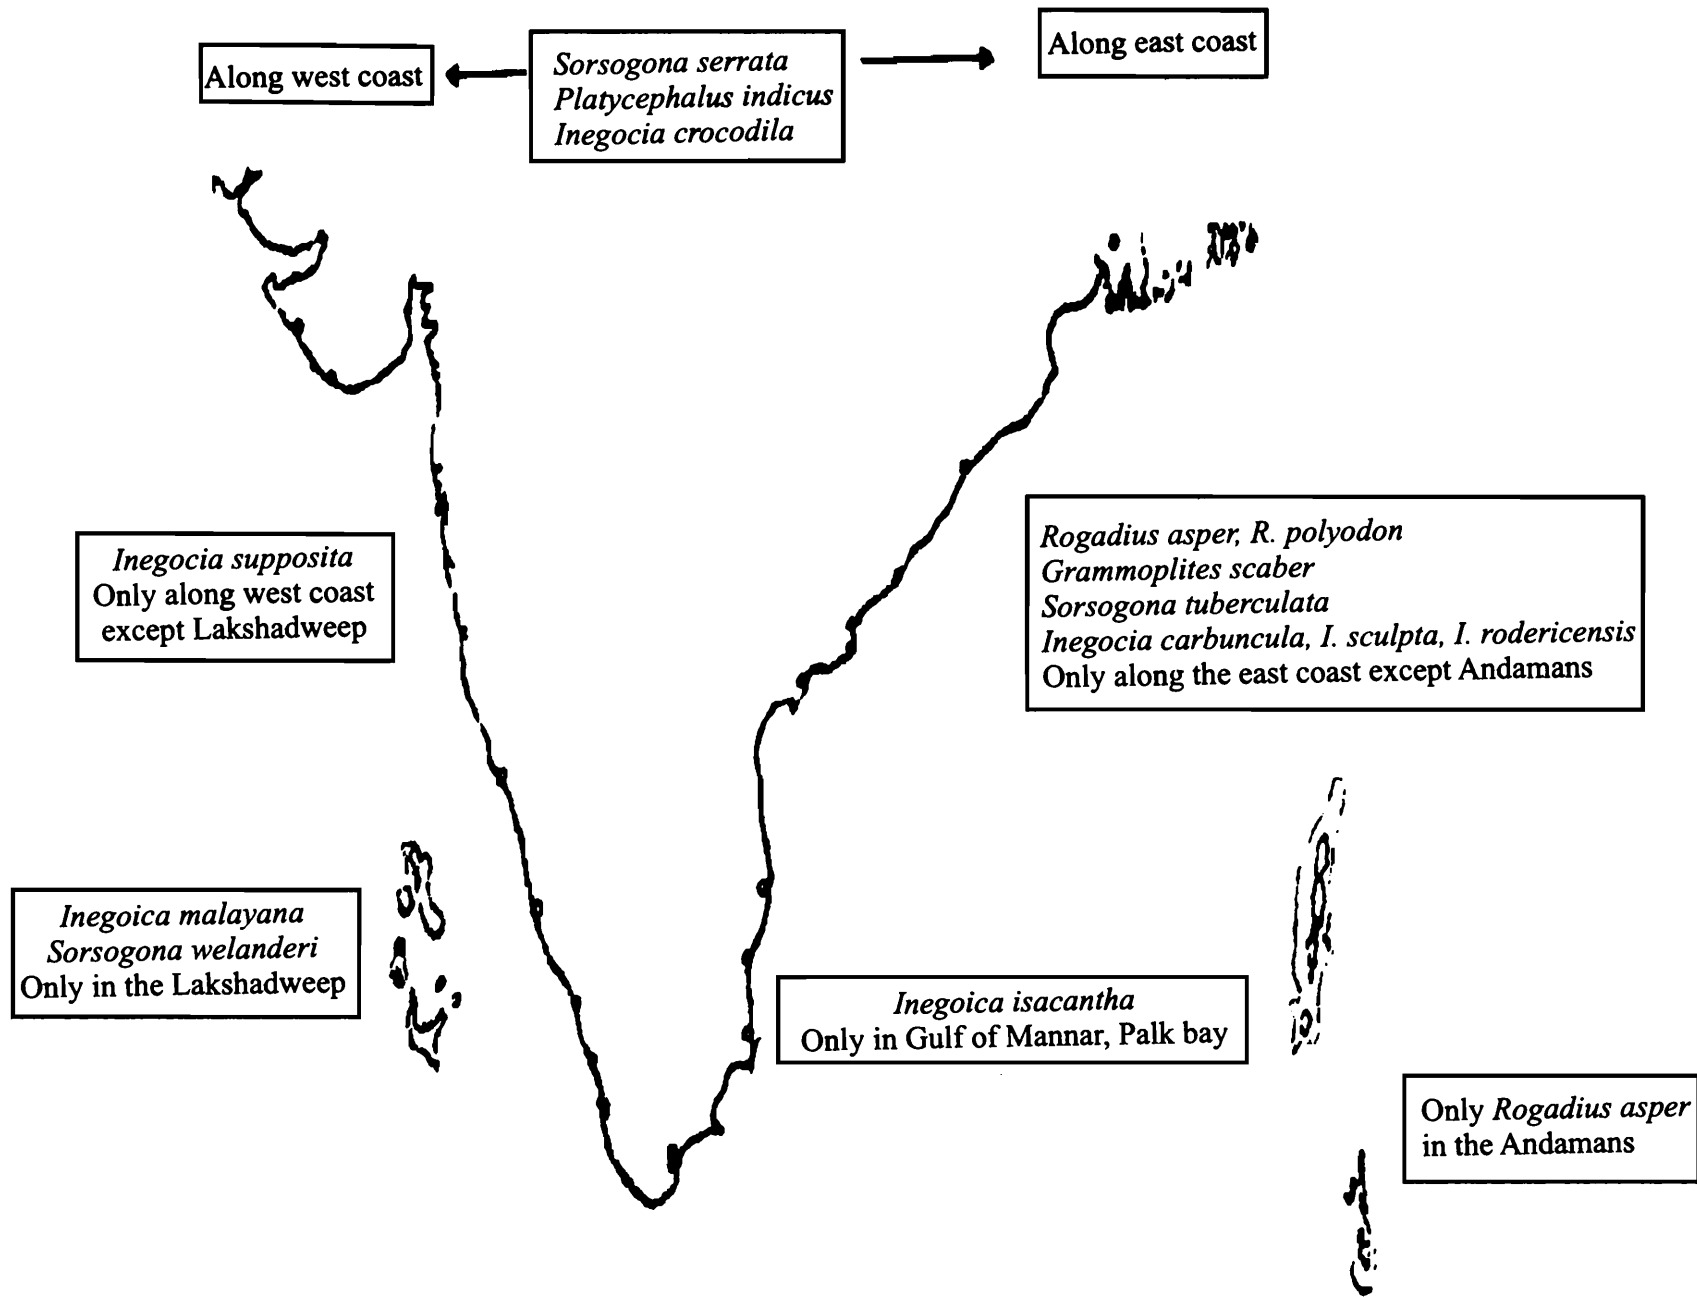 Along west coast
Sorsogona serrata
Platycephalus indicus
Inegocia crocodila
Along east coast
Inegocia supposita
Only along west coast
except Lakshadweep
Rogadius asper, R. polyodon
Grammoplites scaber
Sorsogona tuberculata
Inegocia carbuncula, I. sculpta, I. rodericensis
Only along the east coast except Andamans
Inegoica malayana
Sorsogona welanderi
Only in the Lakshadweep
Inegoica isacantha
Only in Gulf of Mannar, Palk bay
Only Rogadius asper
in the Andamans